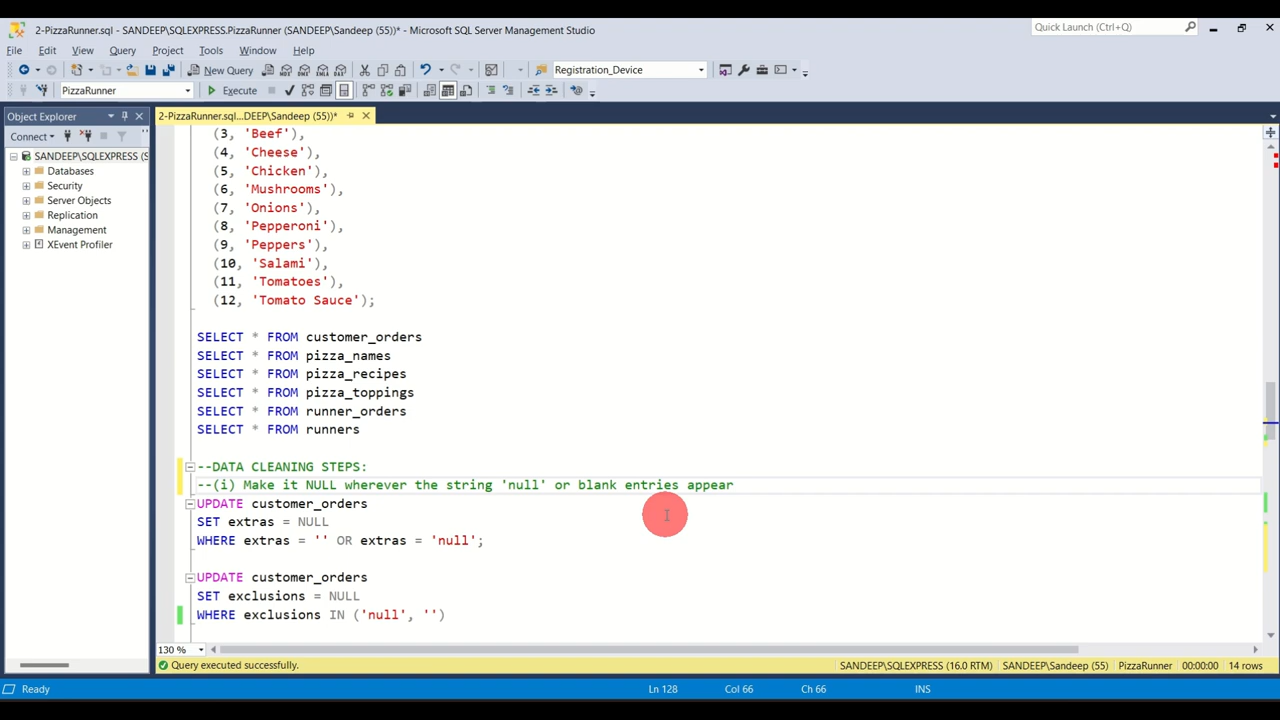 2-PizzaRunner.sql - SANDEEP\SQLEXPRESS.PizzaRunner (SANDEEP\Sandeep (55))* - Microsoft SQL Server Management Studio
Quick Launch (Ctrl+Q)
File Edit View Query Project Tools Window Help
New Query
Registration_Device
PizzaRunner
Execute
Object Explorer
2-PizzaRunner.sql...DEEP\Sandeep (55))*
Connect
SANDEEP\SQLEXPRESS (S
Databases
Security
Server Objects
Replication
Management
XEvent Profiler
(3, 'Beef'),
(4, 'Cheese'),
(5, 'Chicken'),
(6, 'Mushrooms'),
(7, 'Onions'),
(8, 'Pepperoni'),
(9, 'Peppers'),
(10, 'Salami'),
(11, 'Tomatoes'),
(12, 'Tomato Sauce');
SELECT * FROM customer_orders
SELECT * FROM pizza_names
SELECT * FROM pizza_recipes
SELECT * FROM pizza_toppings
SELECT * FROM runner_orders
SELECT * FROM runners
--DATA CLEANING STEPS:
--(i) Make it NULL wherever the string 'null' or blank entries appear
UPDATE customer_orders
SET extras = NULL
WHERE extras = '' OR extras = 'null';
UPDATE customer_orders
SET exclusions = NULL
WHERE exclusions IN ('null', '')
130 %
Query executed successfully.
SANDEEP\SQLEXPRESS (16.0 RTM) SANDEEP\Sandeep (55) PizzaRunner 00:00:00 14 rows
Ready
Ln 128 Col 66 Ch 66 INS